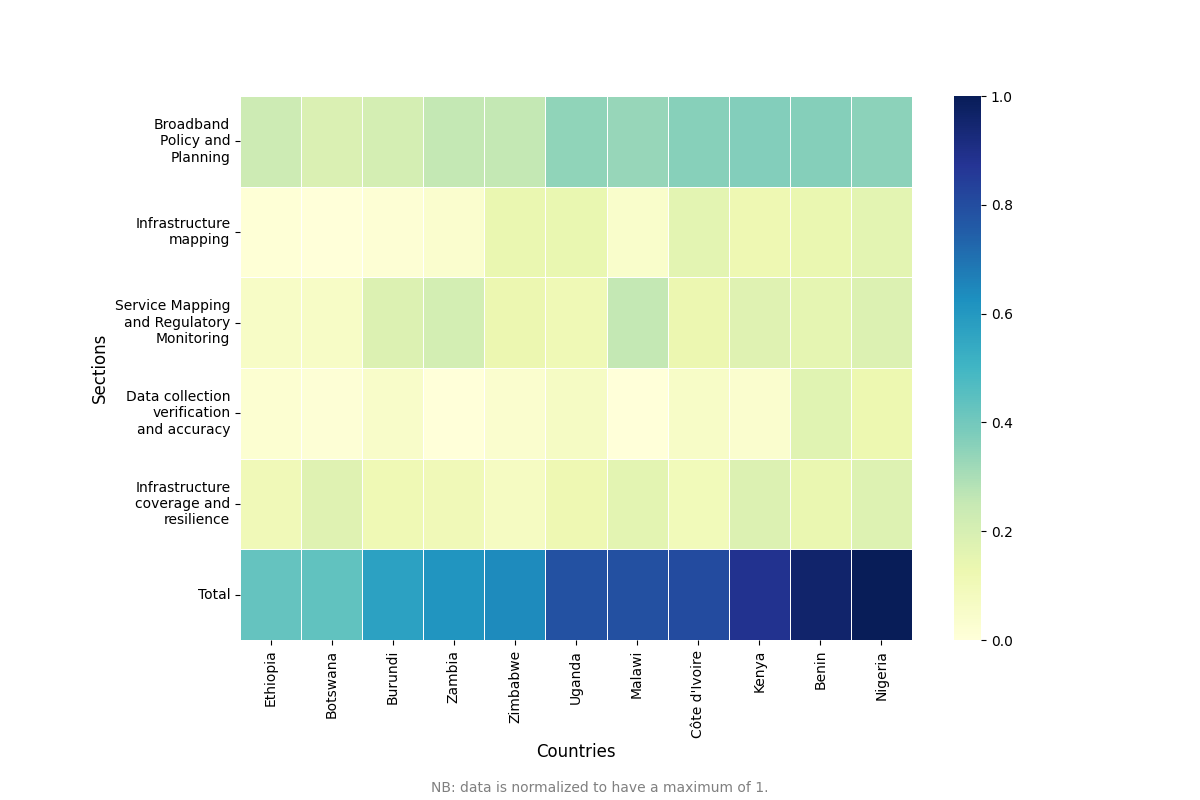 Broadband
Policy and
Planning
Infrastructure
mapping
Service Mapping
and Regulatory
Monitoring
Data collection
verification
and accuracy
Infrastructure
coverage and
resilience
Total
Sections
Ethiopia
Botswana
Burundi
Zambia
Zimbabwe
Uganda
Malawi
Côte d'Ivoire
Kenya
Benin
Nigeria
Countries
1.0
0.8
0.6
0.4
0.2
0.0
NB: data is normalized to have a maximum of 1.